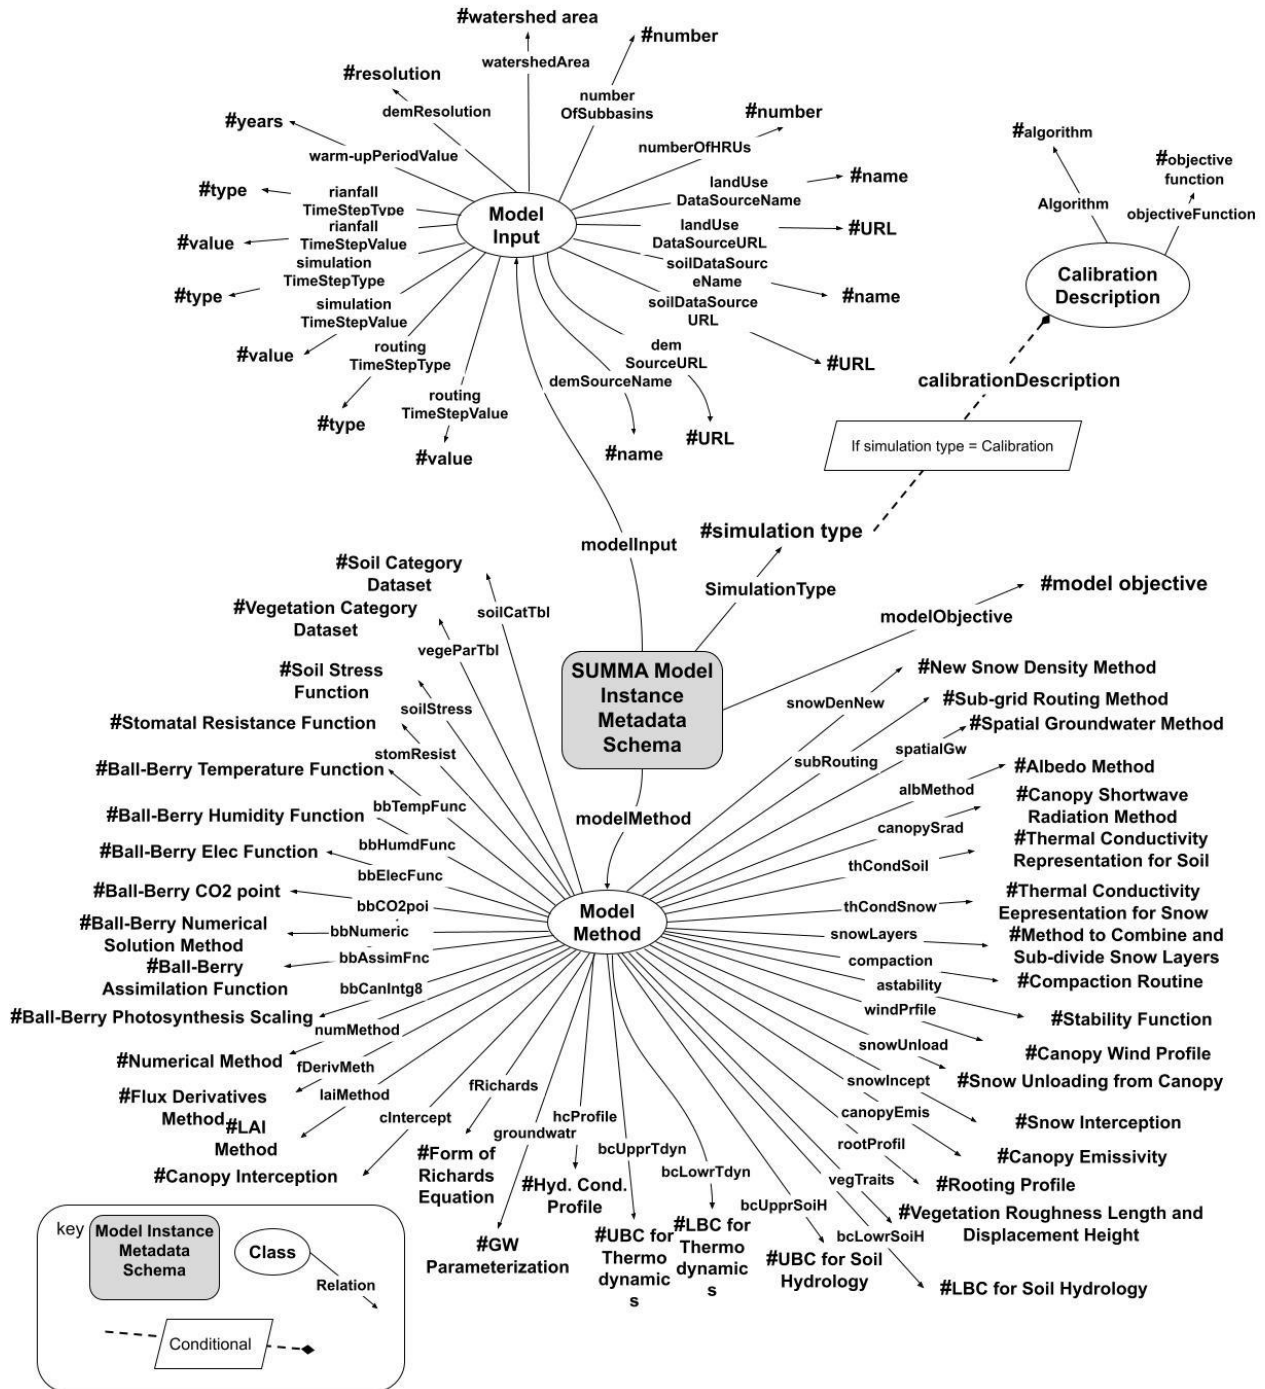 #watershed area
watershedArea
#number
number
OfSubbasins
#resolution
demResolution
#years
warm-upPeriodValue
#number
numberOfHRUs
#type
rianfall
TimeStepType
#value
rianfall
TimeStepValue
#type
simulation
TimeStepType
#value
simulation
TimeStepValue
#type
routing
TimeStepType
#value
routing
TimeStepValue
Model
Input
landUse
DataSourceName
#name
landUse
DataSourceURL
#URL
soilDataSourc
eName
#name
soilDataSource
URL
#URL
dem
SourceURL
#URL
demSourceName
#name
#algorithm
Algorithm
#objective
function
objectiveFunction
Calibration
Description
calibrationDescription
If simulation type = Calibration
#simulation type
SimulationType
modelInput
#model objective
modelObjective
SUMMA Model
Instance
Metadata
Schema
modelMethod
#Soil Category
Dataset
soilCatTbl
#Vegetation Category
Dataset
vegeParTbl
#Soil Stress
Function
soilStress
#Stomatal Resistance Function
stomResist
#Ball-Berry Temperature Function
bbTempFunc
#Ball-Berry Humidity Function
bbHumdFunc
#Ball-Berry Elec Function
bbElecFunc
#Ball-Berry CO2 point
bbCO2poi
#Ball-Berry Numerical
Solution Method
bbNumeric
#Ball-Berry
Assimilation Function
bbAssimFnc
#Ball-Berry Photosynthesis Scaling
bbCanIntg8
#Numerical Method
numMethod
#Flux Derivatives
Method
fDerivMeth
#LAI
Method
laiMethod
#Canopy Interception
cIntercept
Model
Method
#New Snow Density Method
snowDenNew
#Sub-grid Routing Method
subRouting
#Spatial Groundwater Method
spatialGw
#Albedo Method
albMethod
#Canopy Shortwave
Radiation Method
canopySrad
#Thermal Conductivity
Representation for Soil
thCondSoil
#Thermal Conductivity
Eepresentation for Snow
thCondSnow
#Method to Combine and
Sub-divide Snow Layers
snowLayers
#Compaction Routine
compaction
#Stability Function
astability
#Canopy Wind Profile
windPrfile
#Snow Unloading from Canopy
snowUnload
#Snow Interception
snowIncept
#Canopy Emissivity
canopyEmis
#Rooting Profile
rootProfil
#Vegetation Roughness Length and
Displacement Height
vegTraits
#LBC for Soil Hydrology
bcLowrSoiH
#UBC for Soil
Hydrology
bcUpprSoiH
#LBC for
Thermo
dynamic
s
bcLowrTdyn
#UBC for
Thermo
dynamic
s
bcUpprTdyn
#Hyd. Cond.
Profile
hcProfile
#GW
Parameterization
groundwatr
#Form of
Richards
Equation
fRichards
key
Model Instance
Metadata
Schema
Class
Relation
Conditional